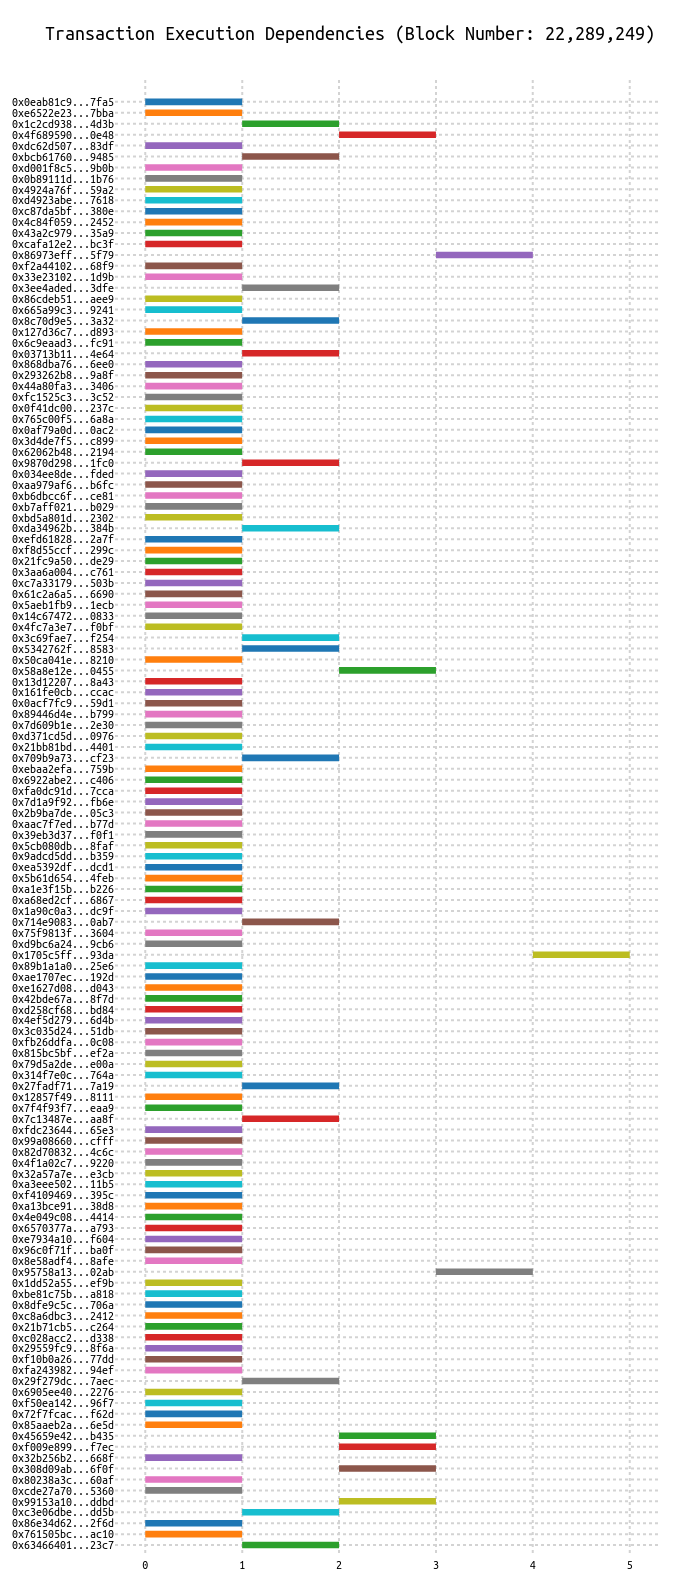 Transaction Execution Dependencies (Block Number: 22,289,249)
0x0eab81c9...7fa5
0xe6522e23...7bba
0x1c2cd938...4d3b
0x4f689590...0e48
0xdc62d507...83df
0xbcb61760...9485
0xd001f8c5...9b0b
0x0b89111d...1b76
0x4924a76f...59a2
0xd4923abe...7618
0xc87da5bf...380e
0x4c84f059...2452
0x43a2c979...35a9
0xcafa12e2...bc3f
0x86973eff...5f79
0xf2a44102...68f9
0x33e23102...1d9b
0x3ee4aded...3dfe
0x86cdeb51...aee9
0x665a99c3...9241
0x8c70d9e5...3a32
0x127d36c7...d893
0x6c9eaad3...fc91
0x03713b11...4e64
0x868dba76...6ee0
0x293262b8...9a8f
0x44a80fa3...3406
0xfc1525c3...3c52
0x0f41dc00...237c
0x765c00f5...6a8a
0x0af79a0d...0ac2
0x3d4de7f5...c899
0x62062b48...2194
0x9870d298...1fc0
0x034ee8de...fded
0xaa979af6...b6fc
0xb6dbcc6f...ce81
0xb7aff021...b029
0xbd5a801d...2302
0xda34962b...384b
0xefd61828...2a7f
0xf8d55ccf...299c
0x21fc9a50...de29
0x3aa6a004...c761
0xc7a33179...503b
0x61c2a6a5...6690
0x5aeb1fb9...1ecb
0x14c67472...0833
0x4fc7a3e7...f0bf
0x3c69fae7...f254
0x5342762f...8583
0x50ca041e...8210
0x58a8e12e...0455
0x13d12207...8a43
0x161fe0cb...ccac
0x0acf7fc9...59d1
0x89446d4e...b799
0x7d609b1e...2e30
0xd371cd5d...0976
0x21bb81bd...4401
0x709b9a73...cf23
0xebaa2efa...759b
0x6922abe2...c406
0xfa0dc91d...7cca
0x7d1a9f92...fb6e
0x2b9ba7de...05c3
0xaac7f7ed...b77d
0x39eb3d37...f0f1
0x5cb080db...8faf
0x9adcd5dd...b359
0xea5392df...dcd1
0x5b61d654...4feb
0xa1e3f15b...b226
0xa68ed2cf...6867
0x1a90c0a3...dc9f
0x714e9083...0ab7
0x75f9813f...3604
0xd9bc6a24...9cb6
0x1705c5ff...93da
0x89b1a1a0...25e6
0xae1707ec...192d
0xe1627d08...d043
0x42bde67a...8f7d
0xd258cf68...bd84
0x4ef5d279...6d4b
0x3c035d24...51db
0xfb26ddfa...0c08
0x815bc5bf...ef2a
0x79d5a2de...e00a
0x314f7e0c...764a
0x27fadf71...7a19
0x12857f49...8111
0x7f4f93f7...eaa9
0x7c13487e...aa8f
0xfdc23644...65e3
0x99a08660...cfff
0x82d70832...4c6c
0x4f1a02c7...9220
0x32a57a7e...e3cb
0xa3eee502...11b5
0xf4109469...395c
0xa13bce91...38d8
0x4e049c08...4414
0x6570377a...a793
0xe7934a10...f604
0x96c0f71f...ba0f
0x8e58adf4...8afe
0x95758a13...02ab
0x1dd52a55...ef9b
0xbe81c75b...a818
0x8dfe9c5c...706a
0xc8a6dbc3...2412
0x21b71cb5...c264
0xc028acc2...d338
0x29559fc9...8f6a
0xf10b0a26...77dd
0xfa243982...94ef
0x29f279dc...7aec
0x6905ee40...2276
0xf50ea142...96f7
0x72f7fcac...f62d
0x85aaeb2a...6e5d
0x45659e42...b435
0xf009e899...f7ec
0x32b256b2...668f
0x308d09ab...6f0f
0x80238a3c...60af
0xcde27a70...5360
0x99153a10...ddbd
0xc3e06dbe...dd5b
0x86e34d62...2f6d
0x761505bc...ac10
0x63466401...23c7
0 1 2 3 4 5